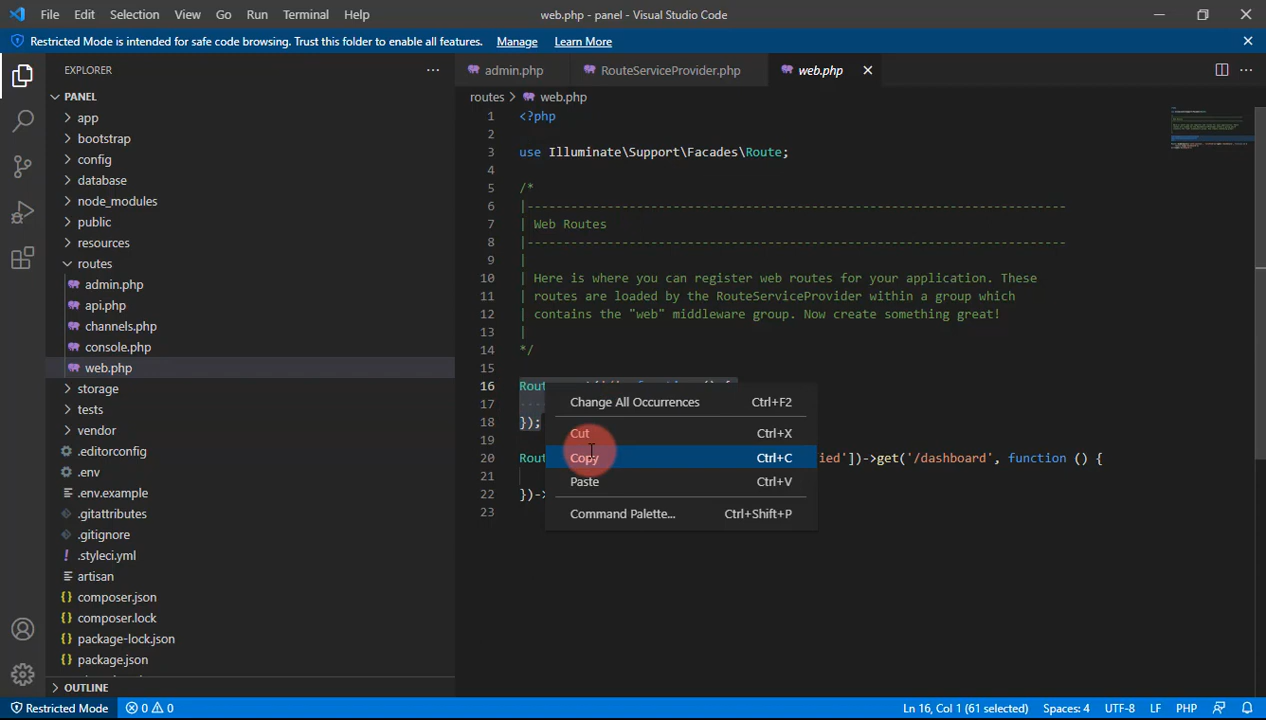 File Edit Selection View Go Run Terminal Help
web.php - panel - Visual Studio Code
Restricted Mode is intended for safe code browsing. Trust this folder to enable all features. Manage Learn More
EXPLORER
PANEL
app
bootstrap
config
database
node_modules
public
resources
routes
admin.php
api.php
channels.php
console.php
web.php
storage
tests
vendor
.editorconfig
.env
.env.example
.gitattributes
.gitignore
.styleci.yml
artisan
composer.json
composer.lock
package-lock.json
package.json
OUTLINE
admin.php RouteServiceProvider.php web.php
routes > web.php
1 <?php
2
3 use Illuminate\Support\Facades\Route;
4
5 /*
6 |--------------------------------------------------------------------------
7 | Web Routes
8 |--------------------------------------------------------------------------
9 |
10 | Here is where you can register web routes for your application. These
11 | routes are loaded by the RouteServiceProvider within a group which
12 | contains the "web" middleware group. Now create something great!
13 |
14 */
15
16 Rou
17
18 });
19
20 Rou ied'])->get('/dashboard', function () {
21
22 })->
23
Change All Occurrences Ctrl+F2
Cut Ctrl+X
Copy Ctrl+C
Paste Ctrl+V
Command Palette... Ctrl+Shift+P
Restricted Mode 0 0 Ln 16, Col 1 (61 selected) Spaces: 4 UTF-8 LF PHP